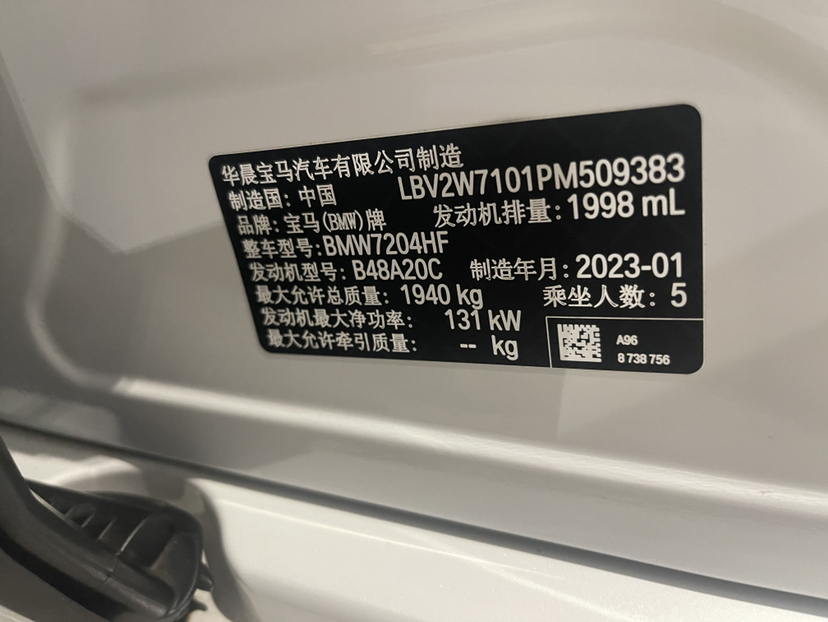 华晨宝马汽车有限公司制造
制造国: 中国 LBV2W7101PM509383
品牌: 宝马(BMW)牌 发动机排量: 1998 mL
整车型号: BMW7204HF
发动机型号: B48A20C 制造年月: 2023-01
最大允许总质量: 1940 kg 乘坐人数: 5
发动机最大净功率: 131 kW
最大允许牵引质量: -- kg
A96
8 738 756